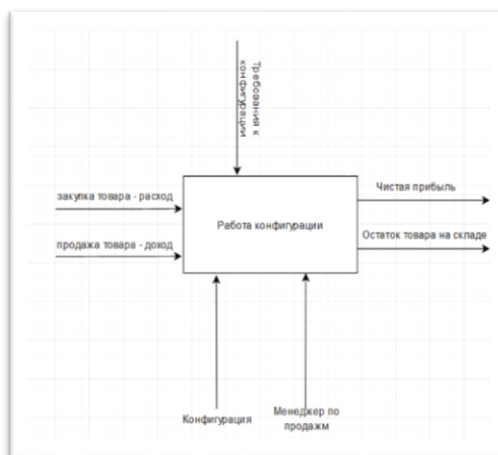 Требования к
конфигурации
закупка товара - расход
продажа товара - доход
Работа конфигурации
Чистая прибыль
Остаток товара на складе
Конфигурация
Менеджер по
продажм